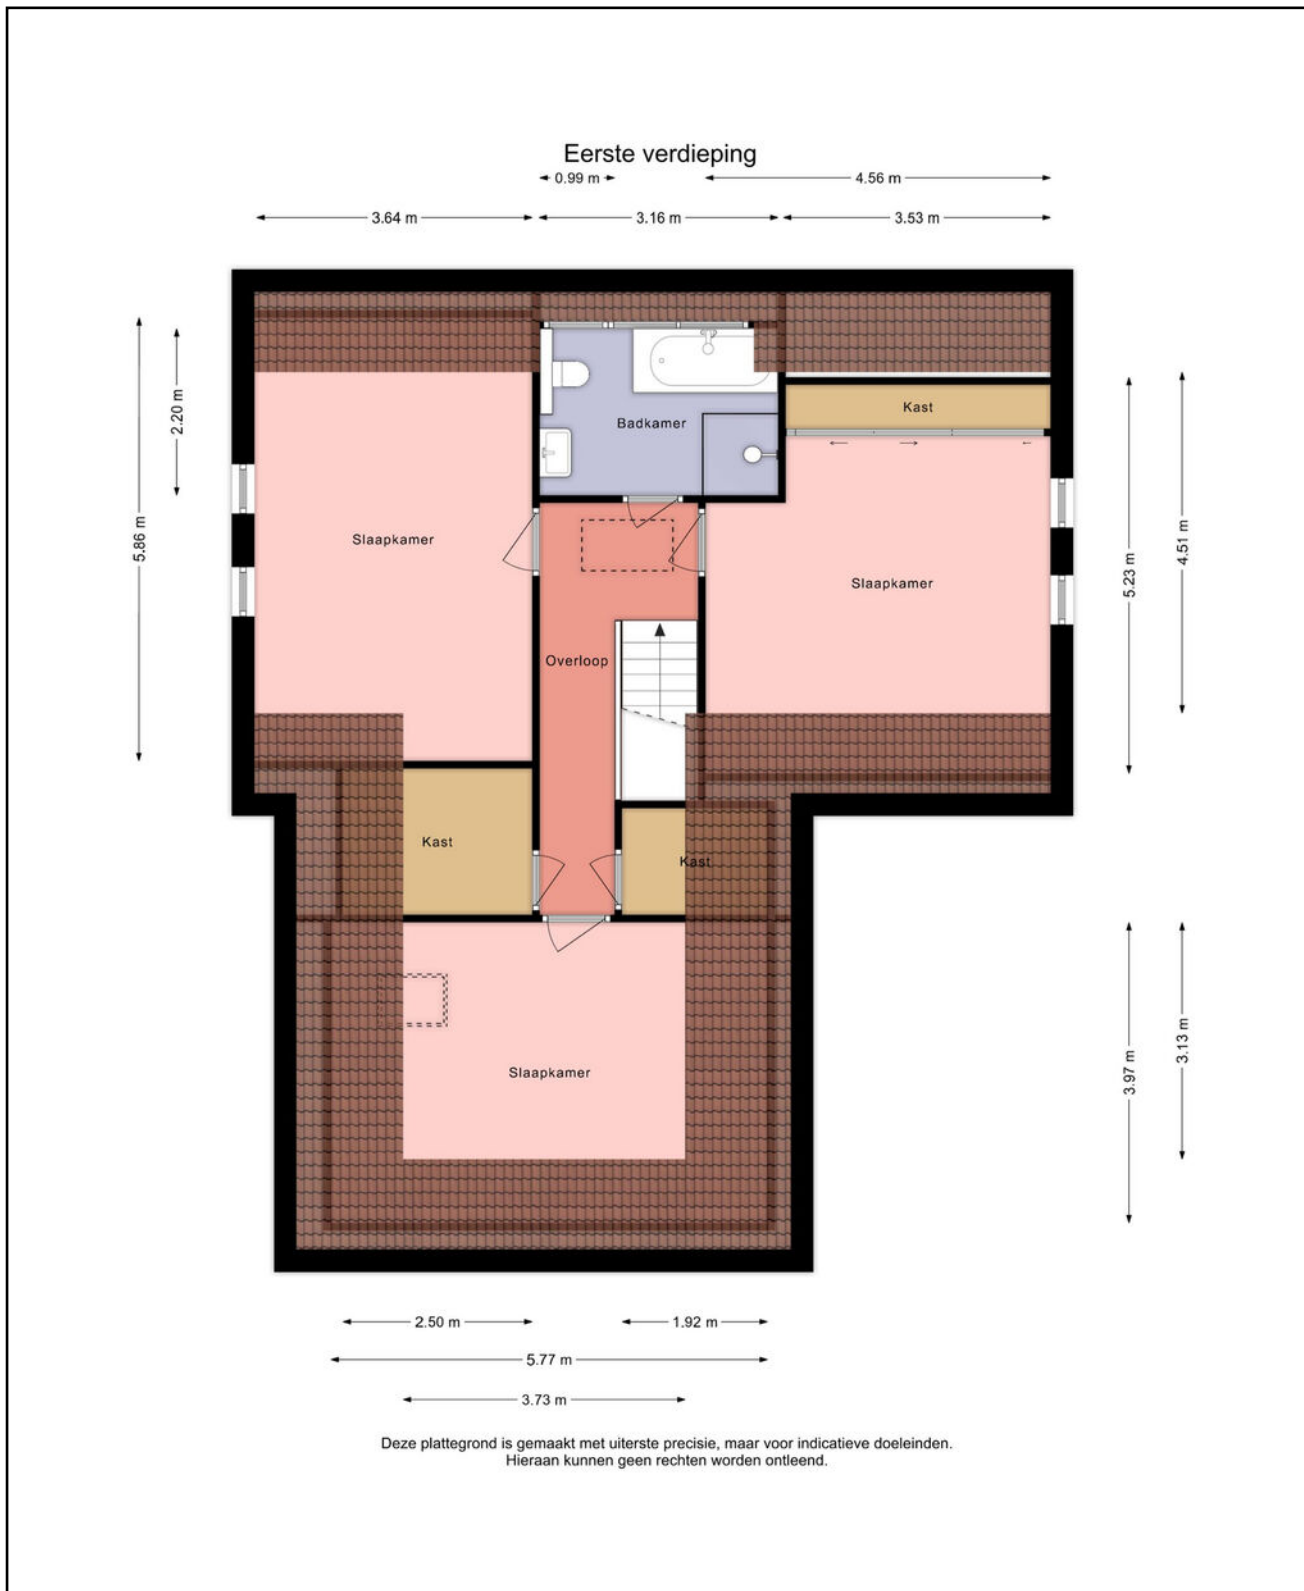 Eerste verdieping
0.99 m
4.56 m
3.64 m
3.16 m
3.53 m
2.20 m
5.86 m
Kast
Badkamer
4.51 m
5.23 m
Slaapkamer
Slaapkamer
Overloop
Kast
Kast
3.13 m
3.97 m
Slaapkamer
2.50 m
1.92 m
5.77 m
3.73 m
Deze plattegrond is gemaakt met uiterste precisie, maar voor indicatieve doeleinden.
Hieraan kunnen geen rechten worden ontleend.